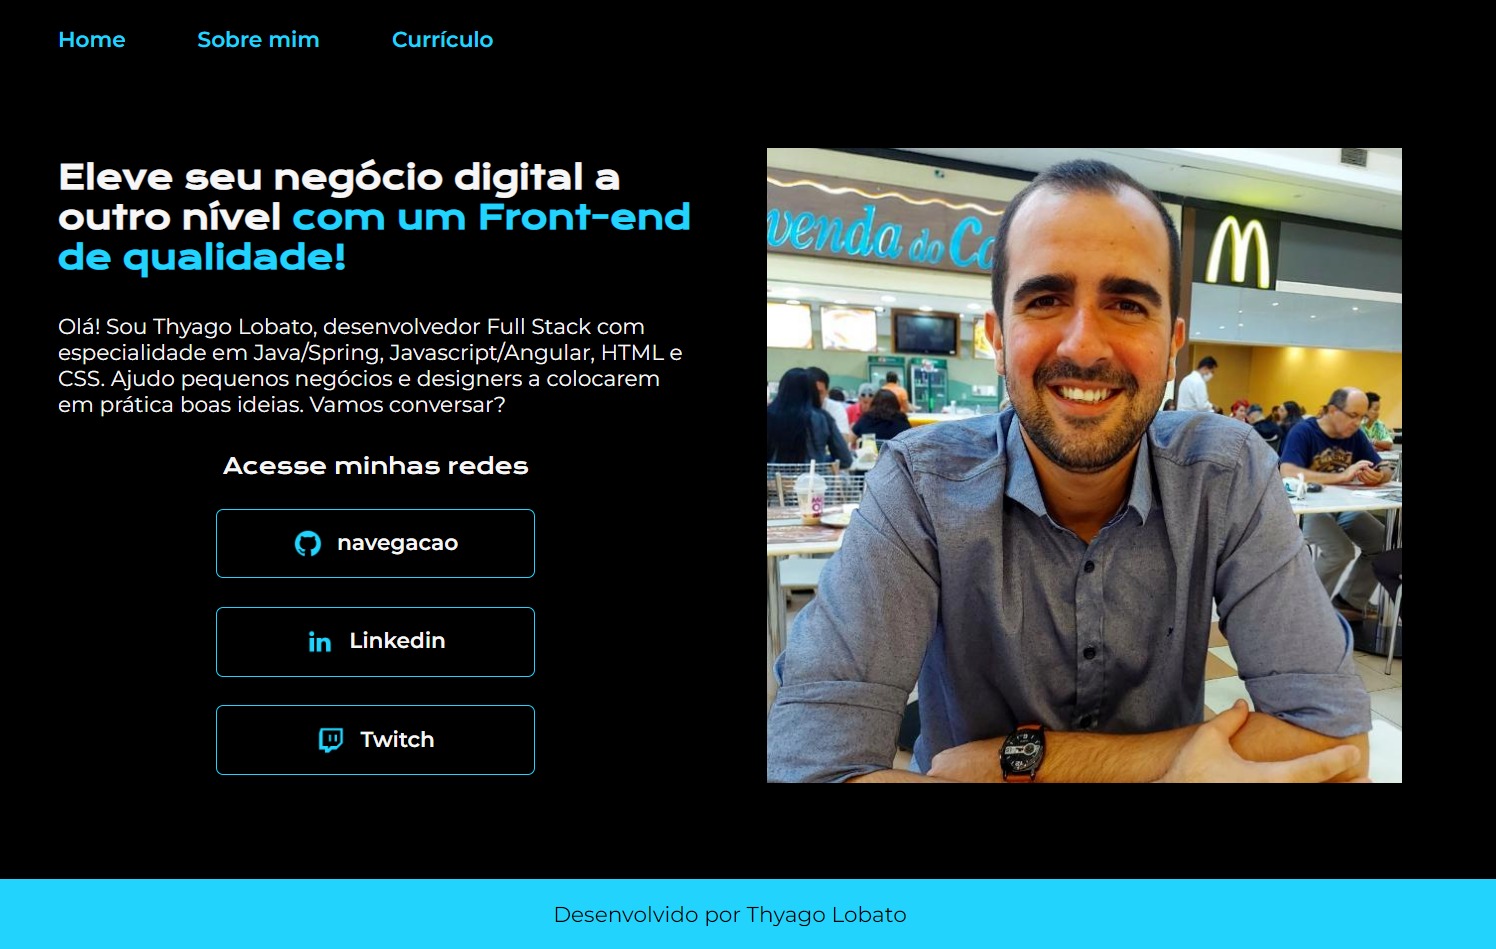 Home Sobre mim Currículo
Eleve seu negócio digital a
outro nível com um Front-end
de qualidade!
Olá! Sou Thyago Lobato, desenvolvedor Full Stack com
especialidade em Java/Spring, Javascript/Angular, HTML e
CSS. Ajudo pequenos negócios e designers a colocarem
em prática boas ideias. Vamos conversar?
Acesse minhas redes
navegacao
in Linkedin
Twitch
venda do
M
Desenvolvido por Thyago Lobato